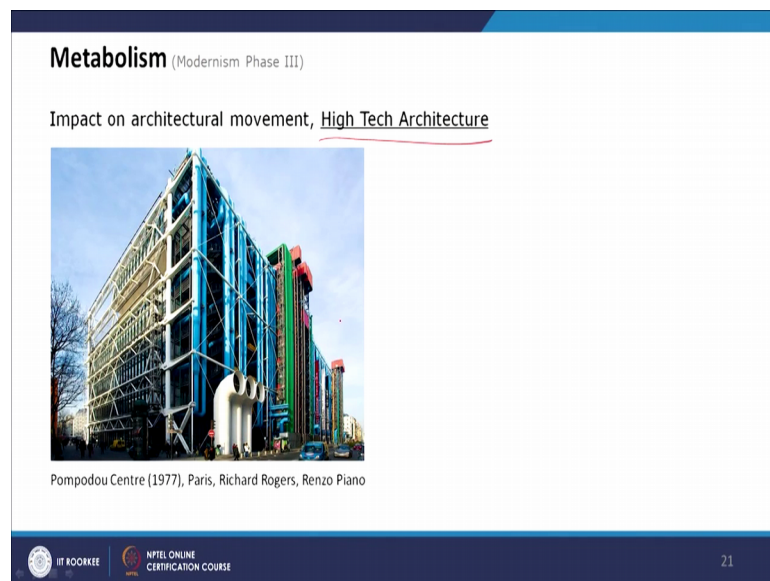 Metabolism (Modernism Phase III)
Impact on architectural movement, High Tech Architecture
Pompodou Centre (1977), Paris, Richard Rogers, Renzo Piano
IIT ROORKEE
NPTEL ONLINE
CERTIFICATION COURSE
21